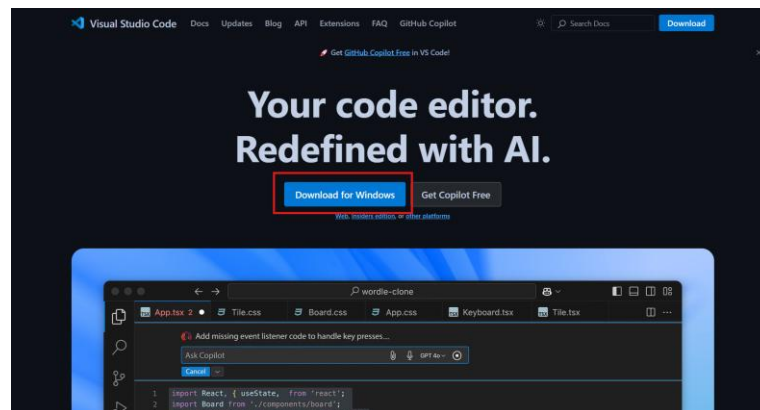 Visual Studio Code Docs Updates Blog API Extensions FAQ GitHub Copilot Search Docs Download
🚀 Get GitHub Copilot Free in VS Code!
Your code editor.
Redefined with AI.
Download for Windows Get Copilot Free
Web, Insiders edition, or other platforms
wordle-clone
App.tsx 2 Tile.css Board.css App.css Keyboard.tsx Tile.tsx
Add missing event listener code to handle key presses...
Ask Copilot GPT 4o
Cancel
1 import React, { useState, from 'react';
2 import Board from './components/board';